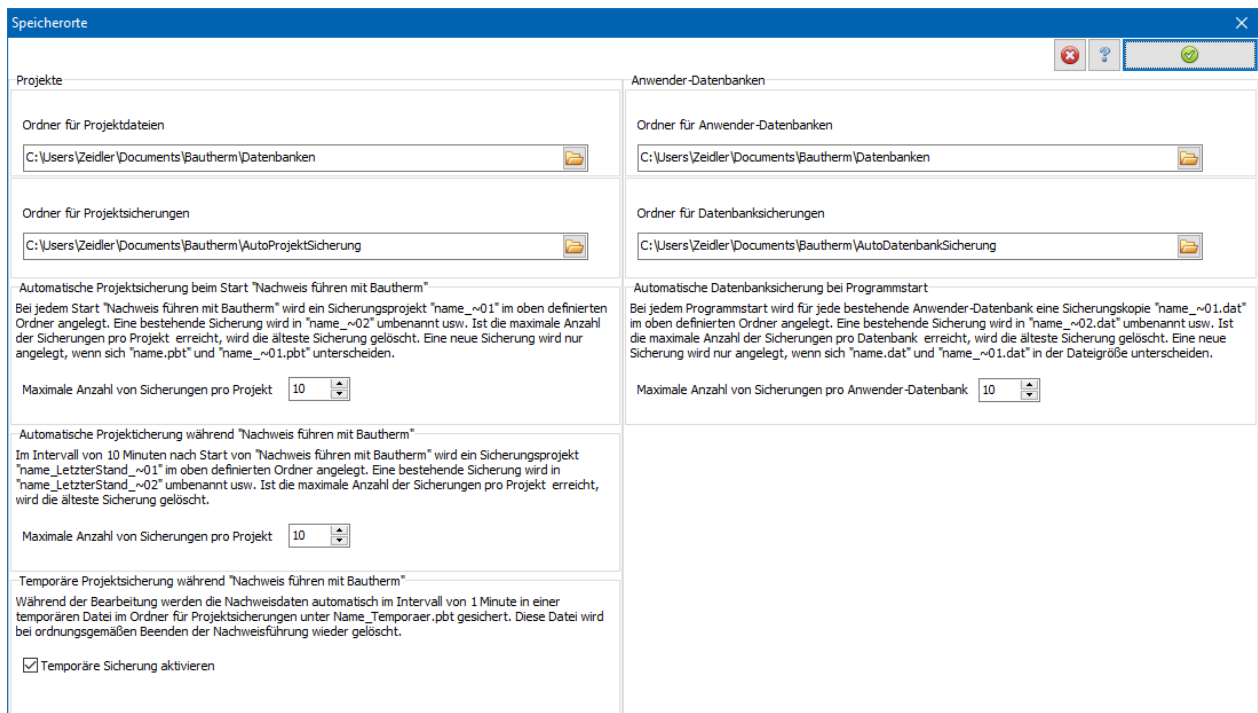 Speicherorte
Projekte
Ordner für Projektdateien
C:\Users\Zeidler\Documents\Bautherm\Datenbanken
Ordner für Projektsicherungen
C:\Users\Zeidler\Documents\Bautherm\AutoProjektSicherung
Automatische Projektsicherung beim Start "Nachweis führen mit Bautherm"
Bei jedem Start "Nachweis führen mit Bautherm" wird ein Sicherungsprojekt "name_~01" im oben definierten
Ordner angelegt. Eine bestehende Sicherung wird in "name_~02" umbenannt usw. Ist die maximale Anzahl
der Sicherungen pro Projekt erreicht, wird die älteste Sicherung gelöscht. Eine neue Sicherung wird nur
angelegt, wenn sich "name.pbt" und "name_~01.pbt" unterscheiden.
Maximale Anzahl von Sicherungen pro Projekt 10
Automatische Projekticherung während "Nachweis führen mit Bautherm"
Im Intervall von 10 Minuten nach Start von "Nachweis führen mit Bautherm" wird ein Sicherungsprojekt
"name_LetzterStand_~01" im oben definierten Ordner angelegt. Eine bestehende Sicherung wird in
"name_LetzterStand_~02" umbenannt usw. Ist die maximale Anzahl der Sicherungen pro Projekt erreicht,
wird die älteste Sicherung gelöscht.
Maximale Anzahl von Sicherungen pro Projekt 10
Temporäre Projektsicherung während "Nachweis führen mit Bautherm"
Während der Bearbeitung werden die Nachweisdaten automatisch im Intervall von 1 Minute in einer
temporären Datei im Ordner für Projektsicherungen unter Name_Temporaer.pbt gesichert. Diese Datei wird
bei ordnungsgemäßen Beenden der Nachweisführung wieder gelöscht.
Temporäre Sicherung aktivieren
Anwender-Datenbanken
Ordner für Anwender-Datenbanken
C:\Users\Zeidler\Documents\Bautherm\Datenbanken
Ordner für Datenbanksicherungen
C:\Users\Zeidler\Documents\Bautherm\AutoDatenbankSicherung
Automatische Datenbanksicherung bei Programmstart
Bei jedem Programmstart wird für jede bestehende Anwender-Datenbank eine Sicherungskopie "name_~01.dat"
im oben definierten Ordner angelegt. Eine bestehende Sicherung wird in "name_~02.dat" umbenannt usw. Ist
die maximale Anzahl der Sicherungen pro Datenbank erreicht, wird die älteste Sicherung gelöscht. Eine neue
Sicherung wird nur angelegt, wenn sich "name.dat" und "name_~01.dat" in der Dateigröße unterscheiden.
Maximale Anzahl von Sicherungen pro Anwender-Datenbank 10